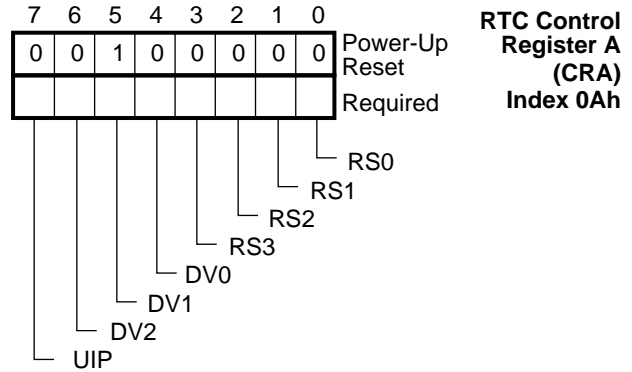 7 6 5 4 3 2 1 0
RTC Control
Register A
(CRA)
Index 0Ah
0 0 1 0 0 0 0 0
Power-Up
Reset
Required
RS0
RS1
RS2
RS3
DV0
DV1
DV2
UIP